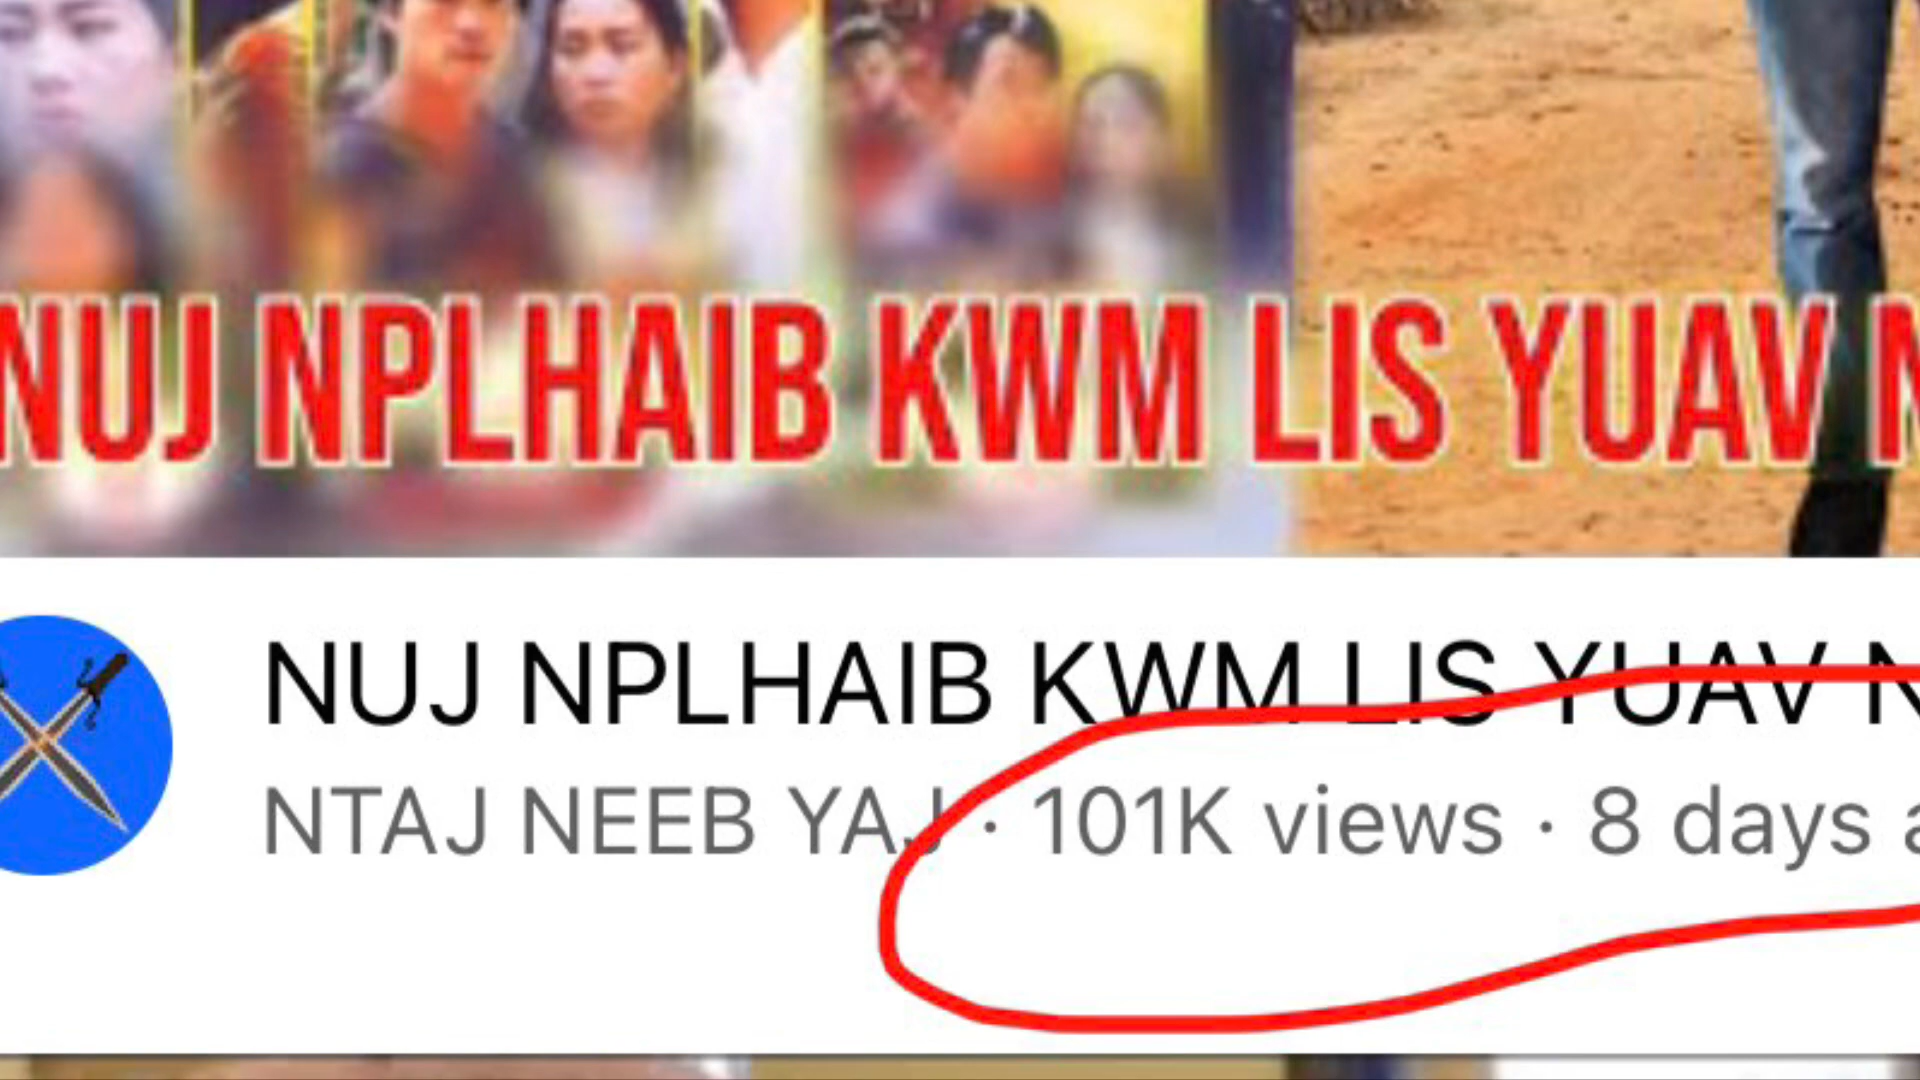 NUJ NPLHAIB KWM LIS YUAV
NUJ NPLHAIB KWM LIS YUAV
NTAJ NEEB YAJ · 101K views · 8 days